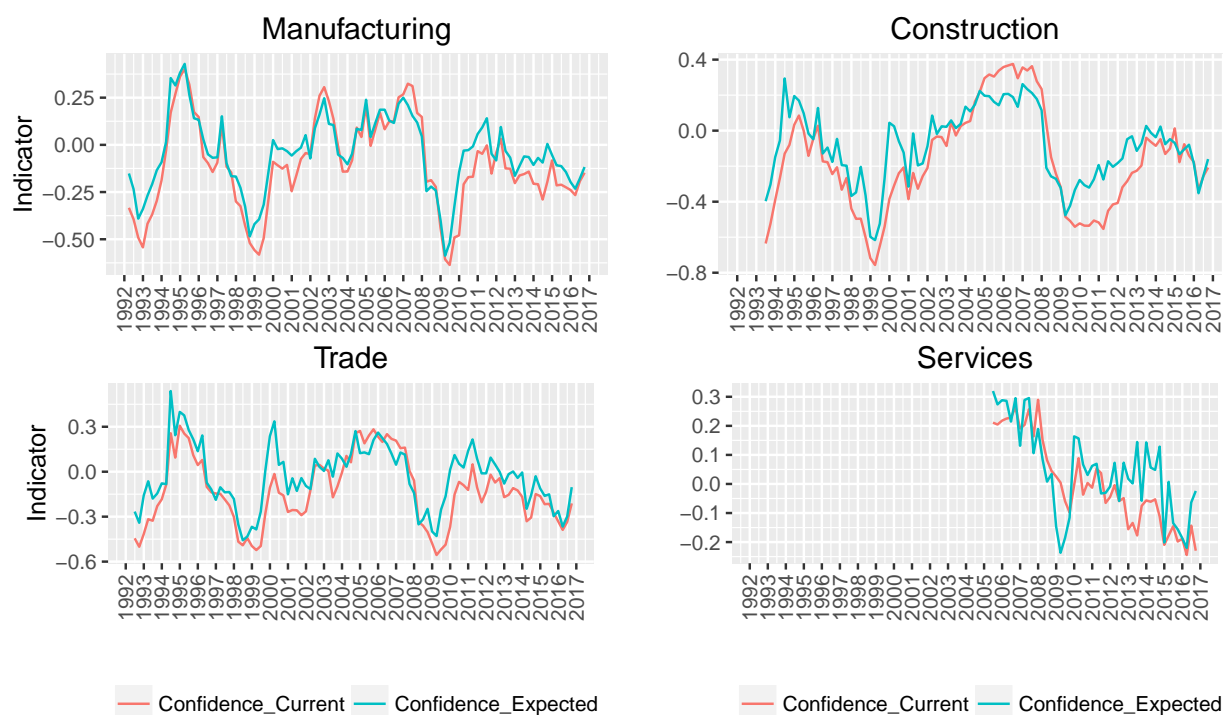 Manufacturing
Indicator
0.25
0.00
−0.25
−0.50
1992 1993 1994 1995 1996 1997 1998 1999 2000 2001 2002 2003 2004 2005 2006 2007 2008 2009 2010 2011 2012 2013 2014 2015 2016 2017
Construction
0.4
0.0
−0.4
−0.8
1992 1993 1994 1995 1996 1997 1998 1999 2000 2001 2002 2003 2004 2005 2006 2007 2008 2009 2010 2011 2012 2013 2014 2015 2016 2017
Trade
Indicator
0.3
0.0
−0.3
−0.6
1992 1993 1994 1995 1996 1997 1998 1999 2000 2001 2002 2003 2004 2005 2006 2007 2008 2009 2010 2011 2012 2013 2014 2015 2016 2017
Services
0.3
0.2
0.1
0.0
−0.1
−0.2
1992 1993 1994 1995 1996 1997 1998 1999 2000 2001 2002 2003 2004 2005 2006 2007 2008 2009 2010 2011 2012 2013 2014 2015 2016 2017
Confidence_Current Confidence_Expected
Confidence_Current Confidence_Expected